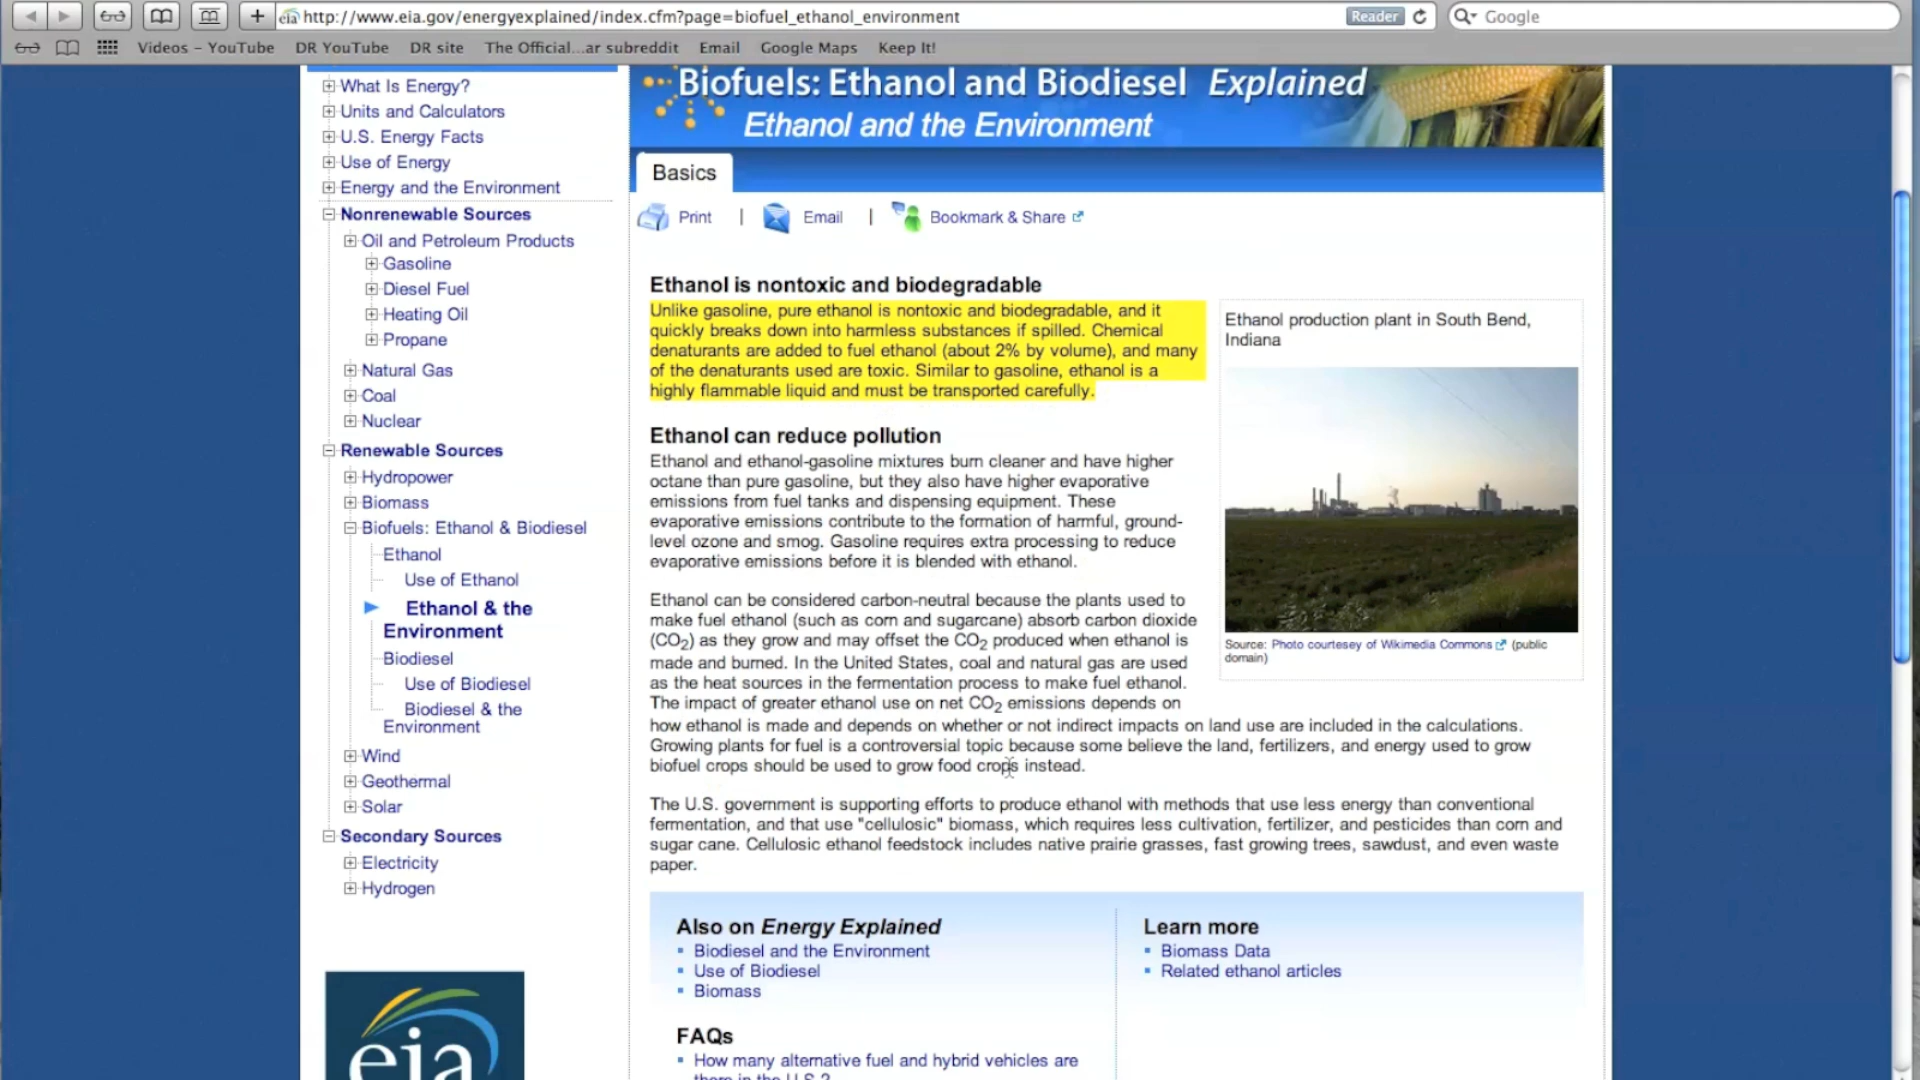 http://www.eia.gov/energyexplained/index.cfm?page=biofuel_ethanol_environment
Reader
Google
Videos – YouTube
DR YouTube
DR site
The Official...ar subreddit
Email
Google Maps
Keep It!
What Is Energy?
Units and Calculators
U.S. Energy Facts
Use of Energy
Energy and the Environment
Nonrenewable Sources
Oil and Petroleum Products
Gasoline
Diesel Fuel
Heating Oil
Propane
Natural Gas
Coal
Nuclear
Renewable Sources
Hydropower
Biomass
Biofuels: Ethanol & Biodiesel
Ethanol
Use of Ethanol
Ethanol & the
Environment
Biodiesel
Use of Biodiesel
Biodiesel & the
Environment
Wind
Geothermal
Solar
Secondary Sources
Electricity
Hydrogen
eia
Biofuels: Ethanol and Biodiesel Explained
Ethanol and the Environment
Basics
Print | Email | Bookmark & Share
Ethanol is nontoxic and biodegradable
Unlike gasoline, pure ethanol is nontoxic and biodegradable, and it
quickly breaks down into harmless substances if spilled. Chemical
denaturants are added to fuel ethanol (about 2% by volume), and many
of the denaturants used are toxic. Similar to gasoline, ethanol is a
highly flammable liquid and must be transported carefully.
Ethanol production plant in South Bend,
Indiana
Source: Photo courtesey of Wikimedia Commons (public
domain)
Ethanol can reduce pollution
Ethanol and ethanol-gasoline mixtures burn cleaner and have higher
octane than pure gasoline, but they also have higher evaporative
emissions from fuel tanks and dispensing equipment. These
evaporative emissions contribute to the formation of harmful, ground-
level ozone and smog. Gasoline requires extra processing to reduce
evaporative emissions before it is blended with ethanol.
Ethanol can be considered carbon-neutral because the plants used to
make fuel ethanol (such as corn and sugarcane) absorb carbon dioxide
(CO2) as they grow and may offset the CO2 produced when ethanol is
made and burned. In the United States, coal and natural gas are used
as the heat sources in the fermentation process to make fuel ethanol.
The impact of greater ethanol use on net CO2 emissions depends on
how ethanol is made and depends on whether or not indirect impacts on land use are included in the calculations.
Growing plants for fuel is a controversial topic because some believe the land, fertilizers, and energy used to grow
biofuel crops should be used to grow food crops instead.
The U.S. government is supporting efforts to produce ethanol with methods that use less energy than conventional
fermentation, and that use "cellulosic" biomass, which requires less cultivation, fertilizer, and pesticides than corn and
sugar cane. Cellulosic ethanol feedstock includes native prairie grasses, fast growing trees, sawdust, and even waste
paper.
Also on Energy Explained
Biodiesel and the Environment
Use of Biodiesel
Biomass
Learn more
Biomass Data
Related ethanol articles
FAQs
How many alternative fuel and hybrid vehicles are
there in the U.S.?